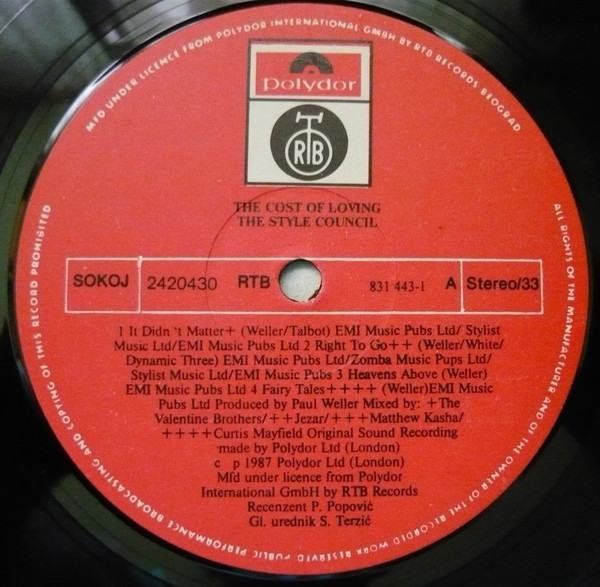 MFD UNDER LICENCE FROM POLYDOR INTERNATIONAL GMBH BY RTB RECORDS BEOGRAD
Polydor
RTB
THE COST OF LOVING
THE STYLE COUNCIL
SOKOJ 2420430 RTB 831 443-1 A Stereo/33
1 It Didn 't Matter+ (Weller/Talbot) EMI Music Pubs Ltd/ Stylist
Music Ltd/EMI Music Pubs Ltd 2 Right To Go++ (Weller/White/
Dynamic Three) EMI Music Pubs Ltd/Zomba Music Pups Ltd/
Stylist Music Ltd/EMI Music Pubs 3 Heavens Above (Weller)
EMI Music Pubs Ltd 4 Fairy Tales++++ (Weller)EMI Music
Pubs Ltd Produced by Paul Weller Mixed by: +The
Valentine Brothers/++Jezar/+++Matthew Kasha/
++++Curtis Mayfield Original Sound Recording
made by Polydor Ltd (London)
c p 1987 Polydor Ltd (London)
Mfd under licence from Polydor
International GmbH by RTB Records
Recenzent P. Popović
Gl. urednik S. Terzić
ALL RIGHTS OF THE MANUFACTURER AND OF THE OWNER OF THE RECORDED WORK RESERVED PUBLIC PERFORMANCE BROADCASTING AND COPYING OF THIS RECORD PROHIBITED